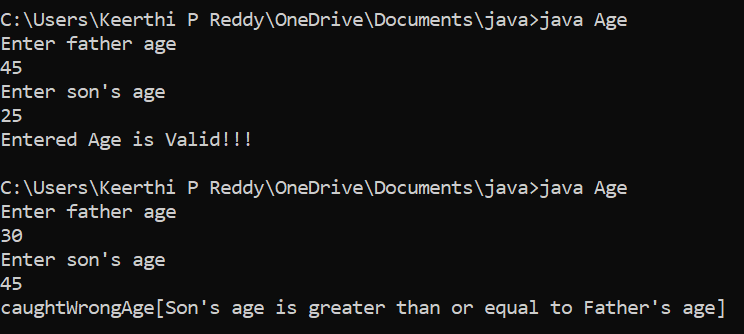 C:\Users\Keerthi P Reddy\OneDrive\Documents\java>java Age
Enter father age
45
Enter son's age
25
Entered Age is Valid!!!
C:\Users\Keerthi P Reddy\OneDrive\Documents\java>java Age
Enter father age
30
Enter son's age
45
caughtWrongAge[Son's age is greater than or equal to Father's age]